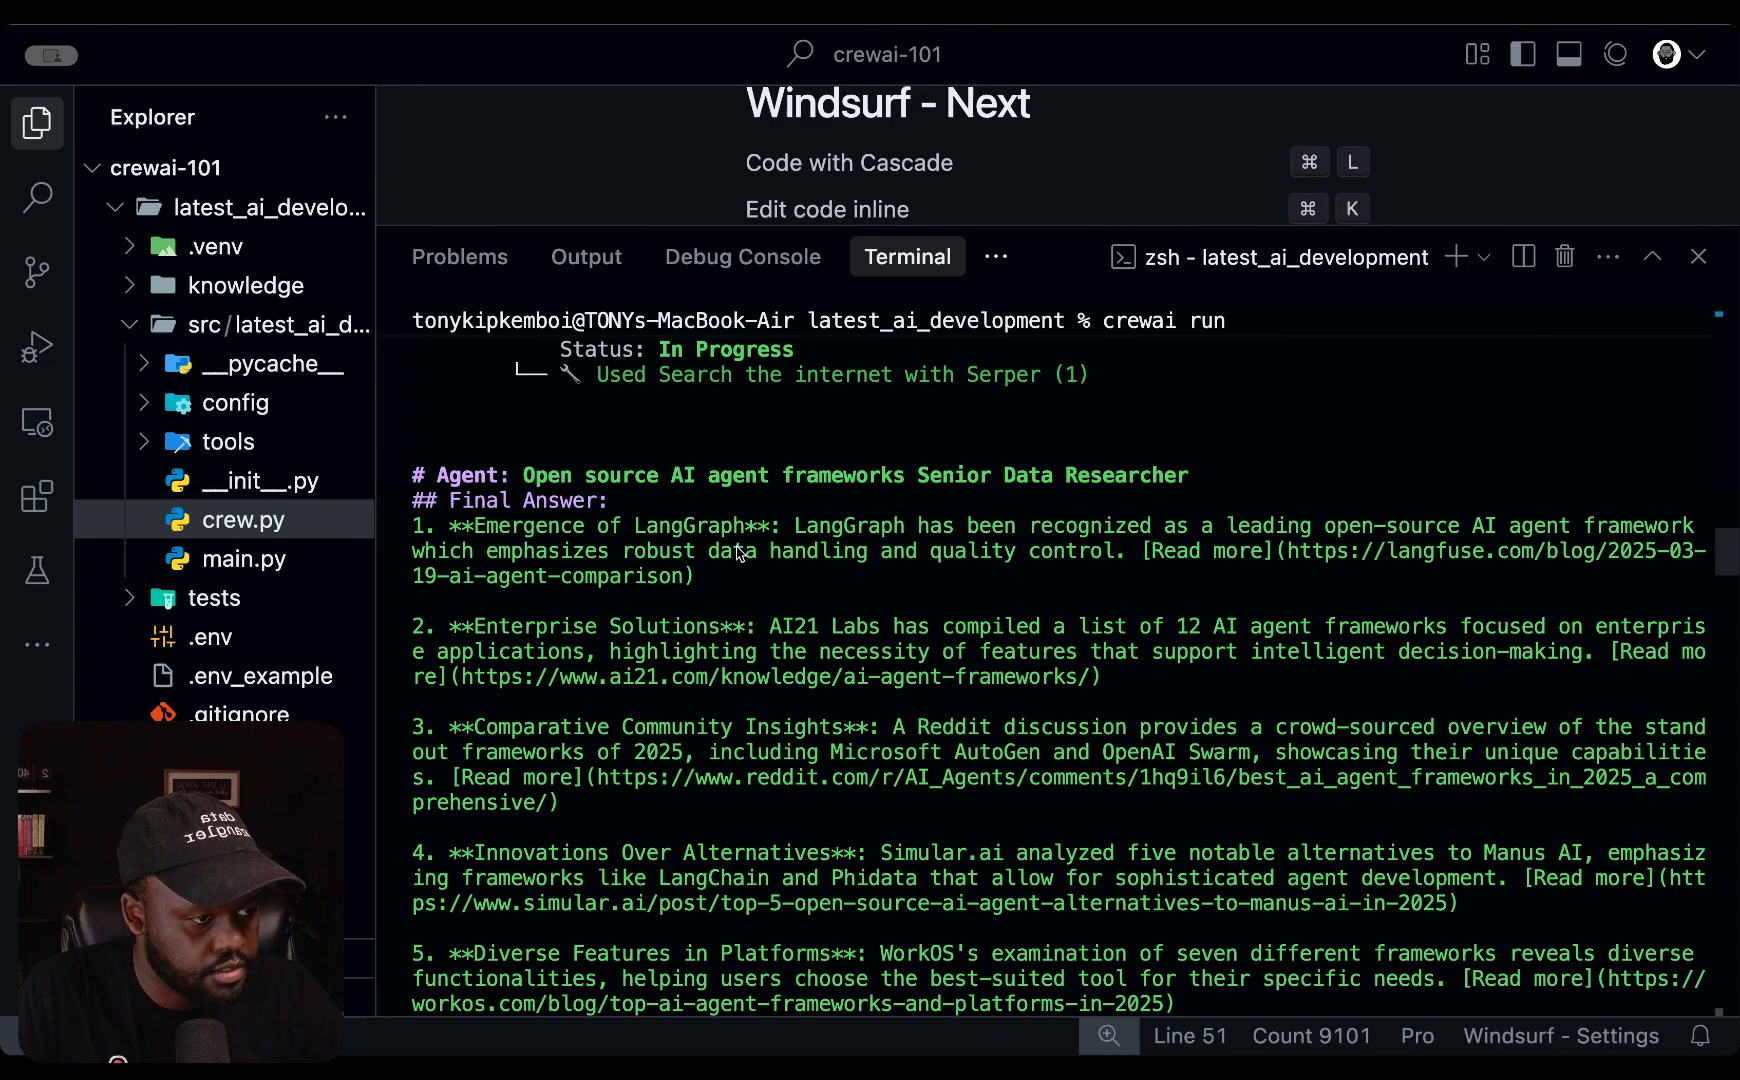 crewai-101
Explorer
crewai-101
latest_ai_develo...
.venv
knowledge
src/latest_ai_d...
__pycache__
config
tools
__init__.py
crew.py
main.py
tests
.env
.env_example
.gitignore
Windsurf - Next
Code with Cascade ⌘ L
Edit code inline ⌘ K
Problems Output Debug Console Terminal ... zsh - latest_ai_development
tonykipkemboi@TONYs-MacBook-Air latest_ai_development % crewai run
Status: In Progress
Used Search the internet with Serper (1)
# Agent: Open source AI agent frameworks Senior Data Researcher
## Final Answer:
1. **Emergence of LangGraph**: LangGraph has been recognized as a leading open-source AI agent framework
which emphasizes robust data handling and quality control. [Read more](https://langfuse.com/blog/2025-03-
19-ai-agent-comparison)
2. **Enterprise Solutions**: AI21 Labs has compiled a list of 12 AI agent frameworks focused on enterpris
e applications, highlighting the necessity of features that support intelligent decision-making. [Read mo
re](https://www.ai21.com/knowledge/ai-agent-frameworks/)
3. **Comparative Community Insights**: A Reddit discussion provides a crowd-sourced overview of the stand
out frameworks of 2025, including Microsoft AutoGen and OpenAI Swarm, showcasing their unique capabilitie
s. [Read more](https://www.reddit.com/r/AI_Agents/comments/1hq9il6/best_ai_agent_frameworks_in_2025_a_com
prehensive/)
4. **Innovations Over Alternatives**: Simular.ai analyzed five notable alternatives to Manus AI, emphasiz
ing frameworks like LangChain and Phidata that allow for sophisticated agent development. [Read more](htt
ps://www.simular.ai/post/top-5-open-source-ai-agent-alternatives-to-manus-ai-in-2025)
5. **Diverse Features in Platforms**: WorkOS's examination of seven different frameworks reveals diverse
functionalities, helping users choose the best-suited tool for their specific needs. [Read more](https://
workos.com/blog/top-ai-agent-frameworks-and-platforms-in-2025)
data
wrangler
Line 51 Count 9101 Pro Windsurf - Settings